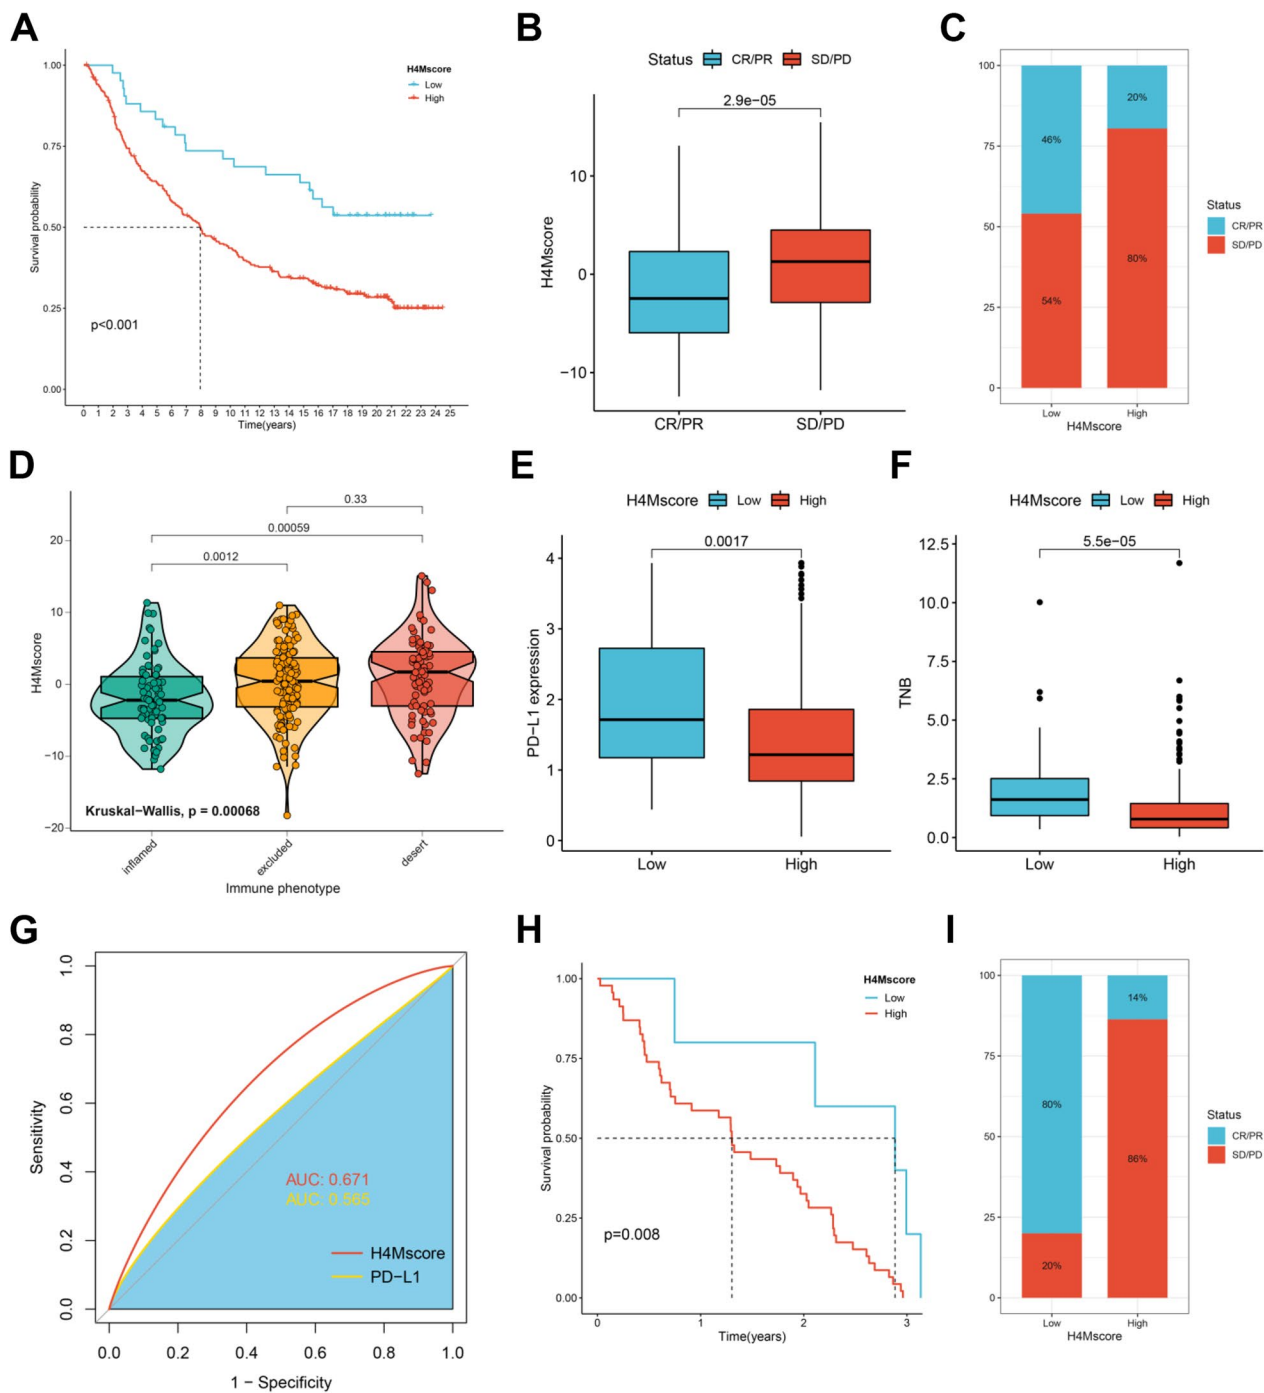 A
1.00
0.75
0.50
0.25
0.00
Survival probability
H4Mscore
Low
High
p<0.001
0 1 2 3 4 5 6 7 8 9 10 11 12 13 14 15 16 17 18 19 20 21 22 23 24 25
Time(years)
B
Status CR/PR SD/PD
2.9e−05
10
0
−10
H4Mscore
CR/PR SD/PD
C
100
75
50
25
0
46%
54%
20%
80%
Low High
H4Mscore
Status
CR/PR
SD/PD
D
0.33
0.00059
0.0012
20
10
0
−10
−20
H4Mscore
Kruskal−Wallis, p = 0.00068
inflamed excluded desert
Immune phenotype
E
H4Mscore Low High
0.0017
4
3
2
1
0
PD−L1 expression
Low High
F
H4Mscore Low High
5.5e−05
12.5
10.0
7.5
5.0
2.5
0.0
TNB
Low High
G
1.0
0.8
0.6
0.4
0.2
0.0
Sensitivity
AUC: 0.671
AUC: 0.565
H4Mscore
PD−L1
0.0 0.2 0.4 0.6 0.8 1.0
1 − Specificity
H
1.00
0.75
0.50
0.25
0.00
Survival probability
H4Mscore
Low
High
p=0.008
0 1 2 3
Time(years)
I
100
75
50
25
0
80%
20%
14%
86%
Low High
H4Mscore
Status
CR/PR
SD/PD